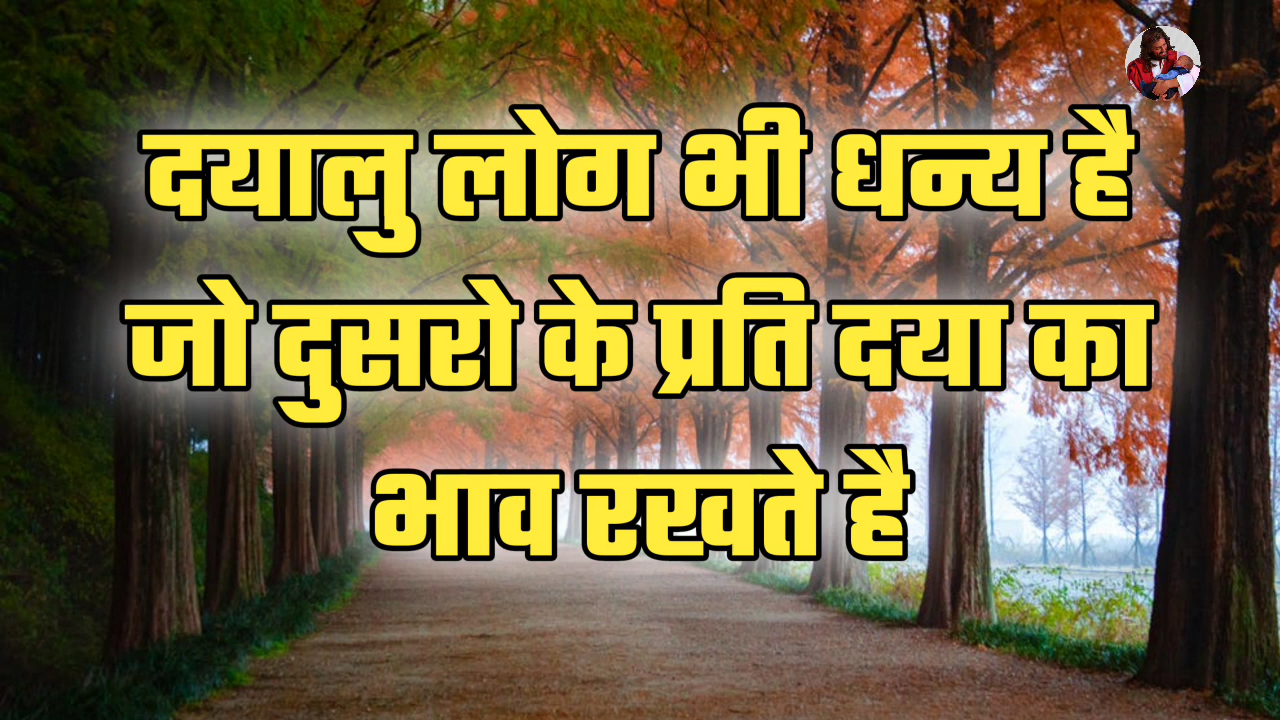 दयालु लोग भी धन्य है
जो दुसरो के प्रति दया का
भाव रखते है